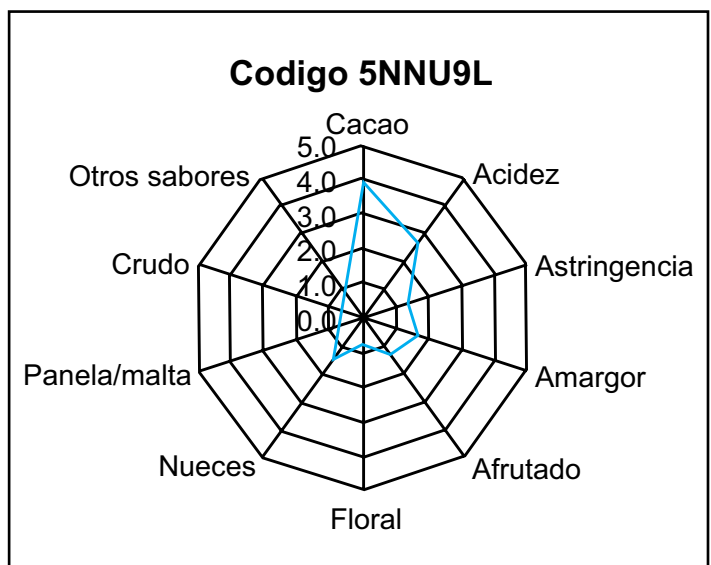 Codigo 5NNU9L
Cacao
5.0
Otros sabores
4.0
Acidez
3.0
Crudo
2.0
Astringencia
1.0
0.0
Panela/malta
Amargor
Nueces
Afrutado
Floral